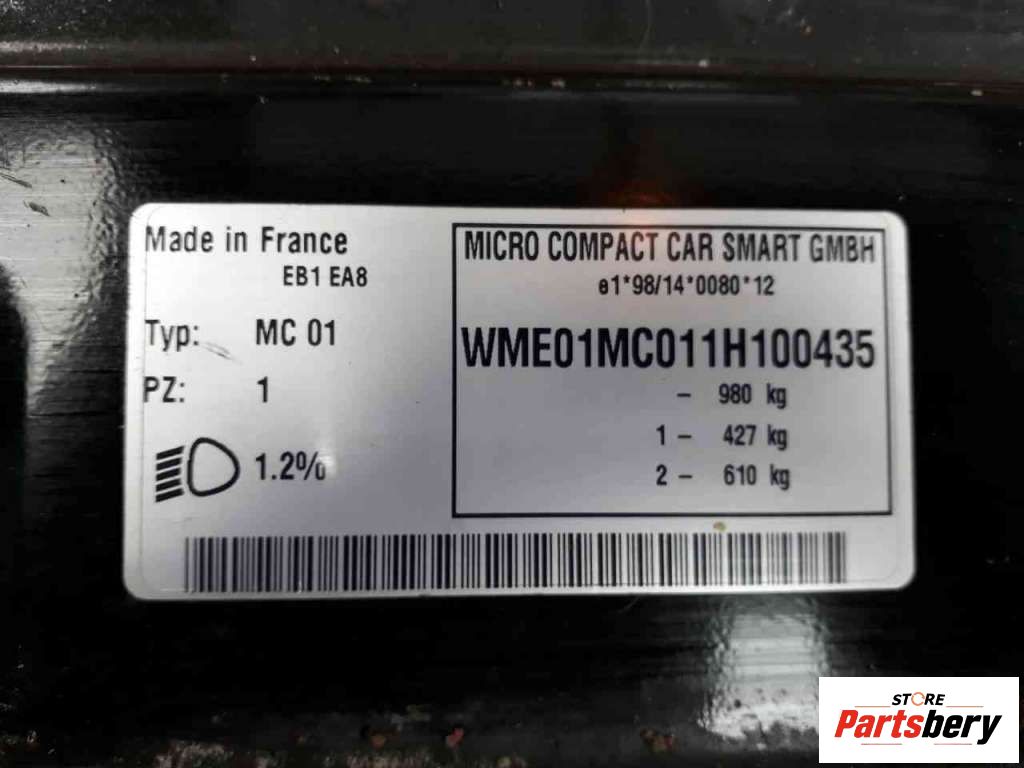 Made in France
EB1 EA8
Typ: MC 01
PZ: 1
1.2%
MICRO COMPACT CAR SMART GMBH
e1*98/14*0080*12
WME01MC011H100435
- 980 kg
1 - 427 kg
2 - 610 kg
STORE
Partsbery